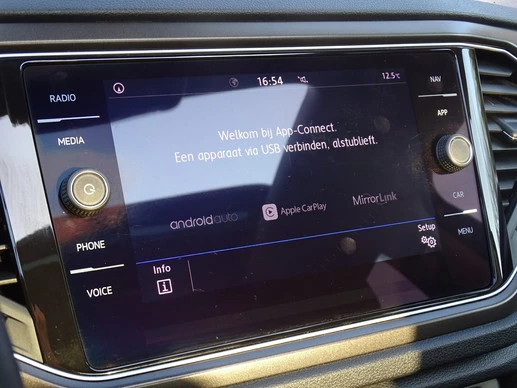 RADIO
MEDIA
PHONE
VOICE
16:54
12.5°C
Welkom bij App-Connect.
Een apparaat via USB verbinden, alstublieft.
androidauto
Apple CarPlay
MirrorLink
Setup
Info
i
NAV
APP
CAR
MENU